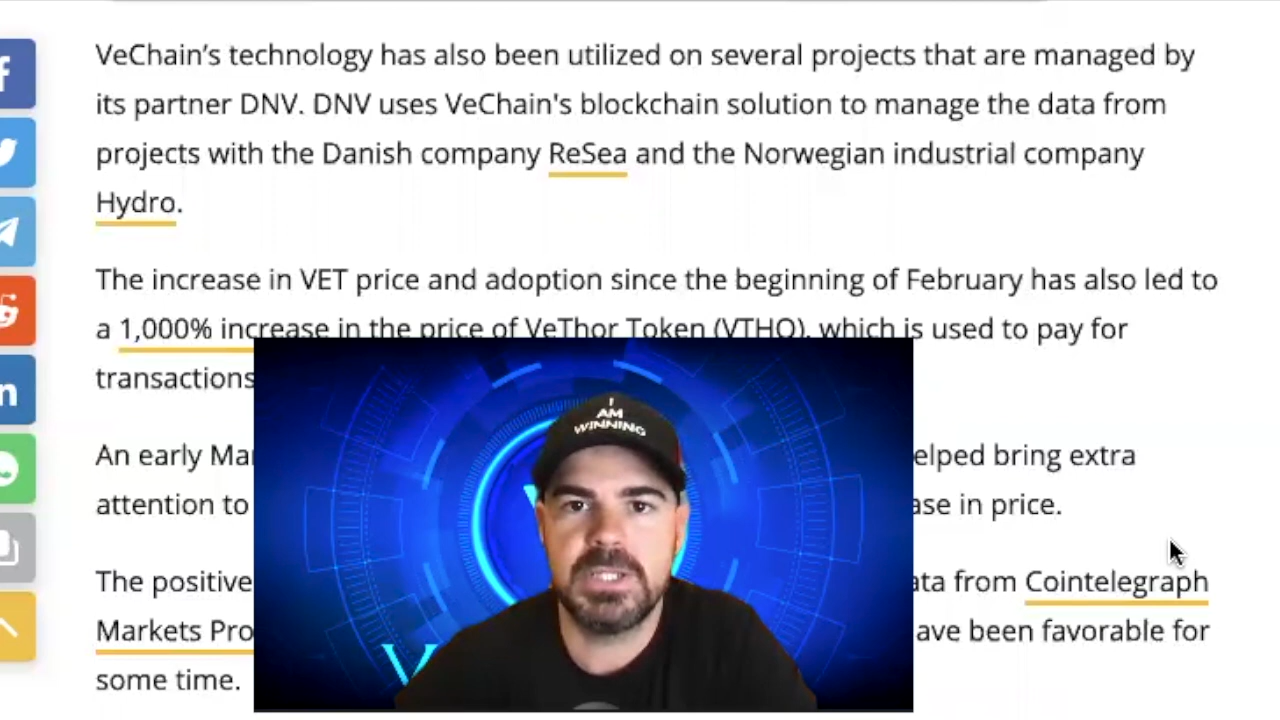 VeChain’s technology has also been utilized on several projects that are managed by
its partner DNV. DNV uses VeChain's blockchain solution to manage the data from
projects with the Danish company ReSea and the Norwegian industrial company
Hydro.
The increase in VET price and adoption since the beginning of February has also led to
a 1,000% increase in the price of VeThor Token (VTHO), which is used to pay for
transactions
An early elped bring extra
attention to ase in price.
The positive ata from Cointelegraph
Markets Pro ave been favorable for
some time.
I
AM
WINNING